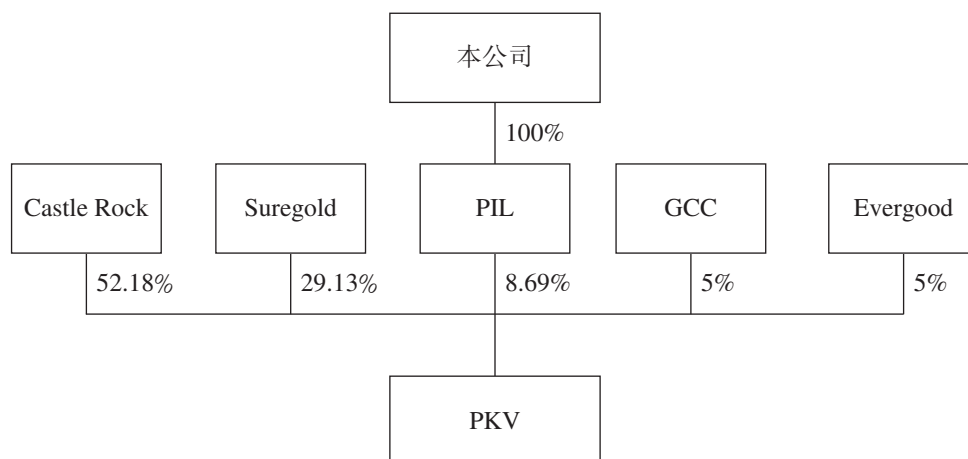 本公司
100%
Castle Rock
Suregold
PIL
GCC
Evergood
52.18%
29.13%
8.69%
5%
5%
PKV